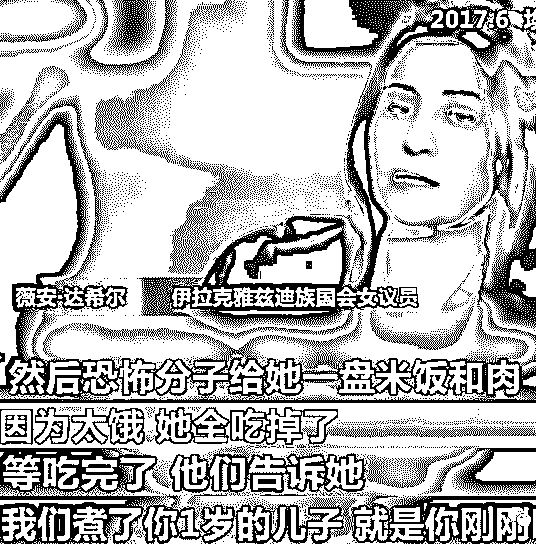 2017.6
薇安·达希尔
伊拉克雅兹迪族国会女议员
然后恐怖分子给她一盘米饭和肉
因为太饿 她全吃掉了
等吃完了 他们告诉她
我们煮了你1岁的儿子 就是你刚刚